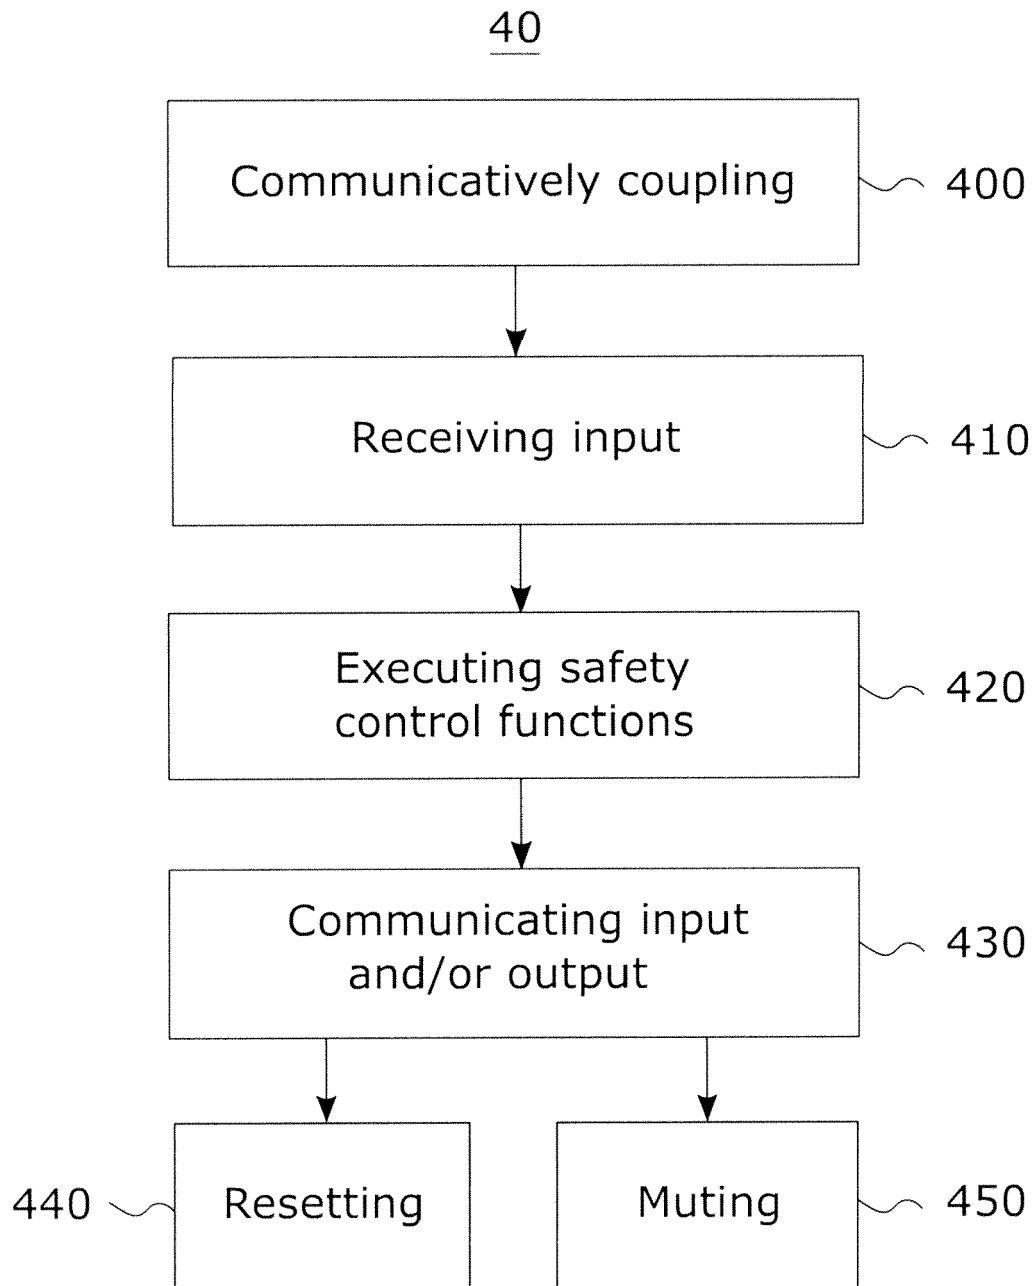 40
Communicatively coupling
400
Receiving input
410
Executing safety
control functions
420
Communicating input
and/or output
430
440
Resetting
Muting
450